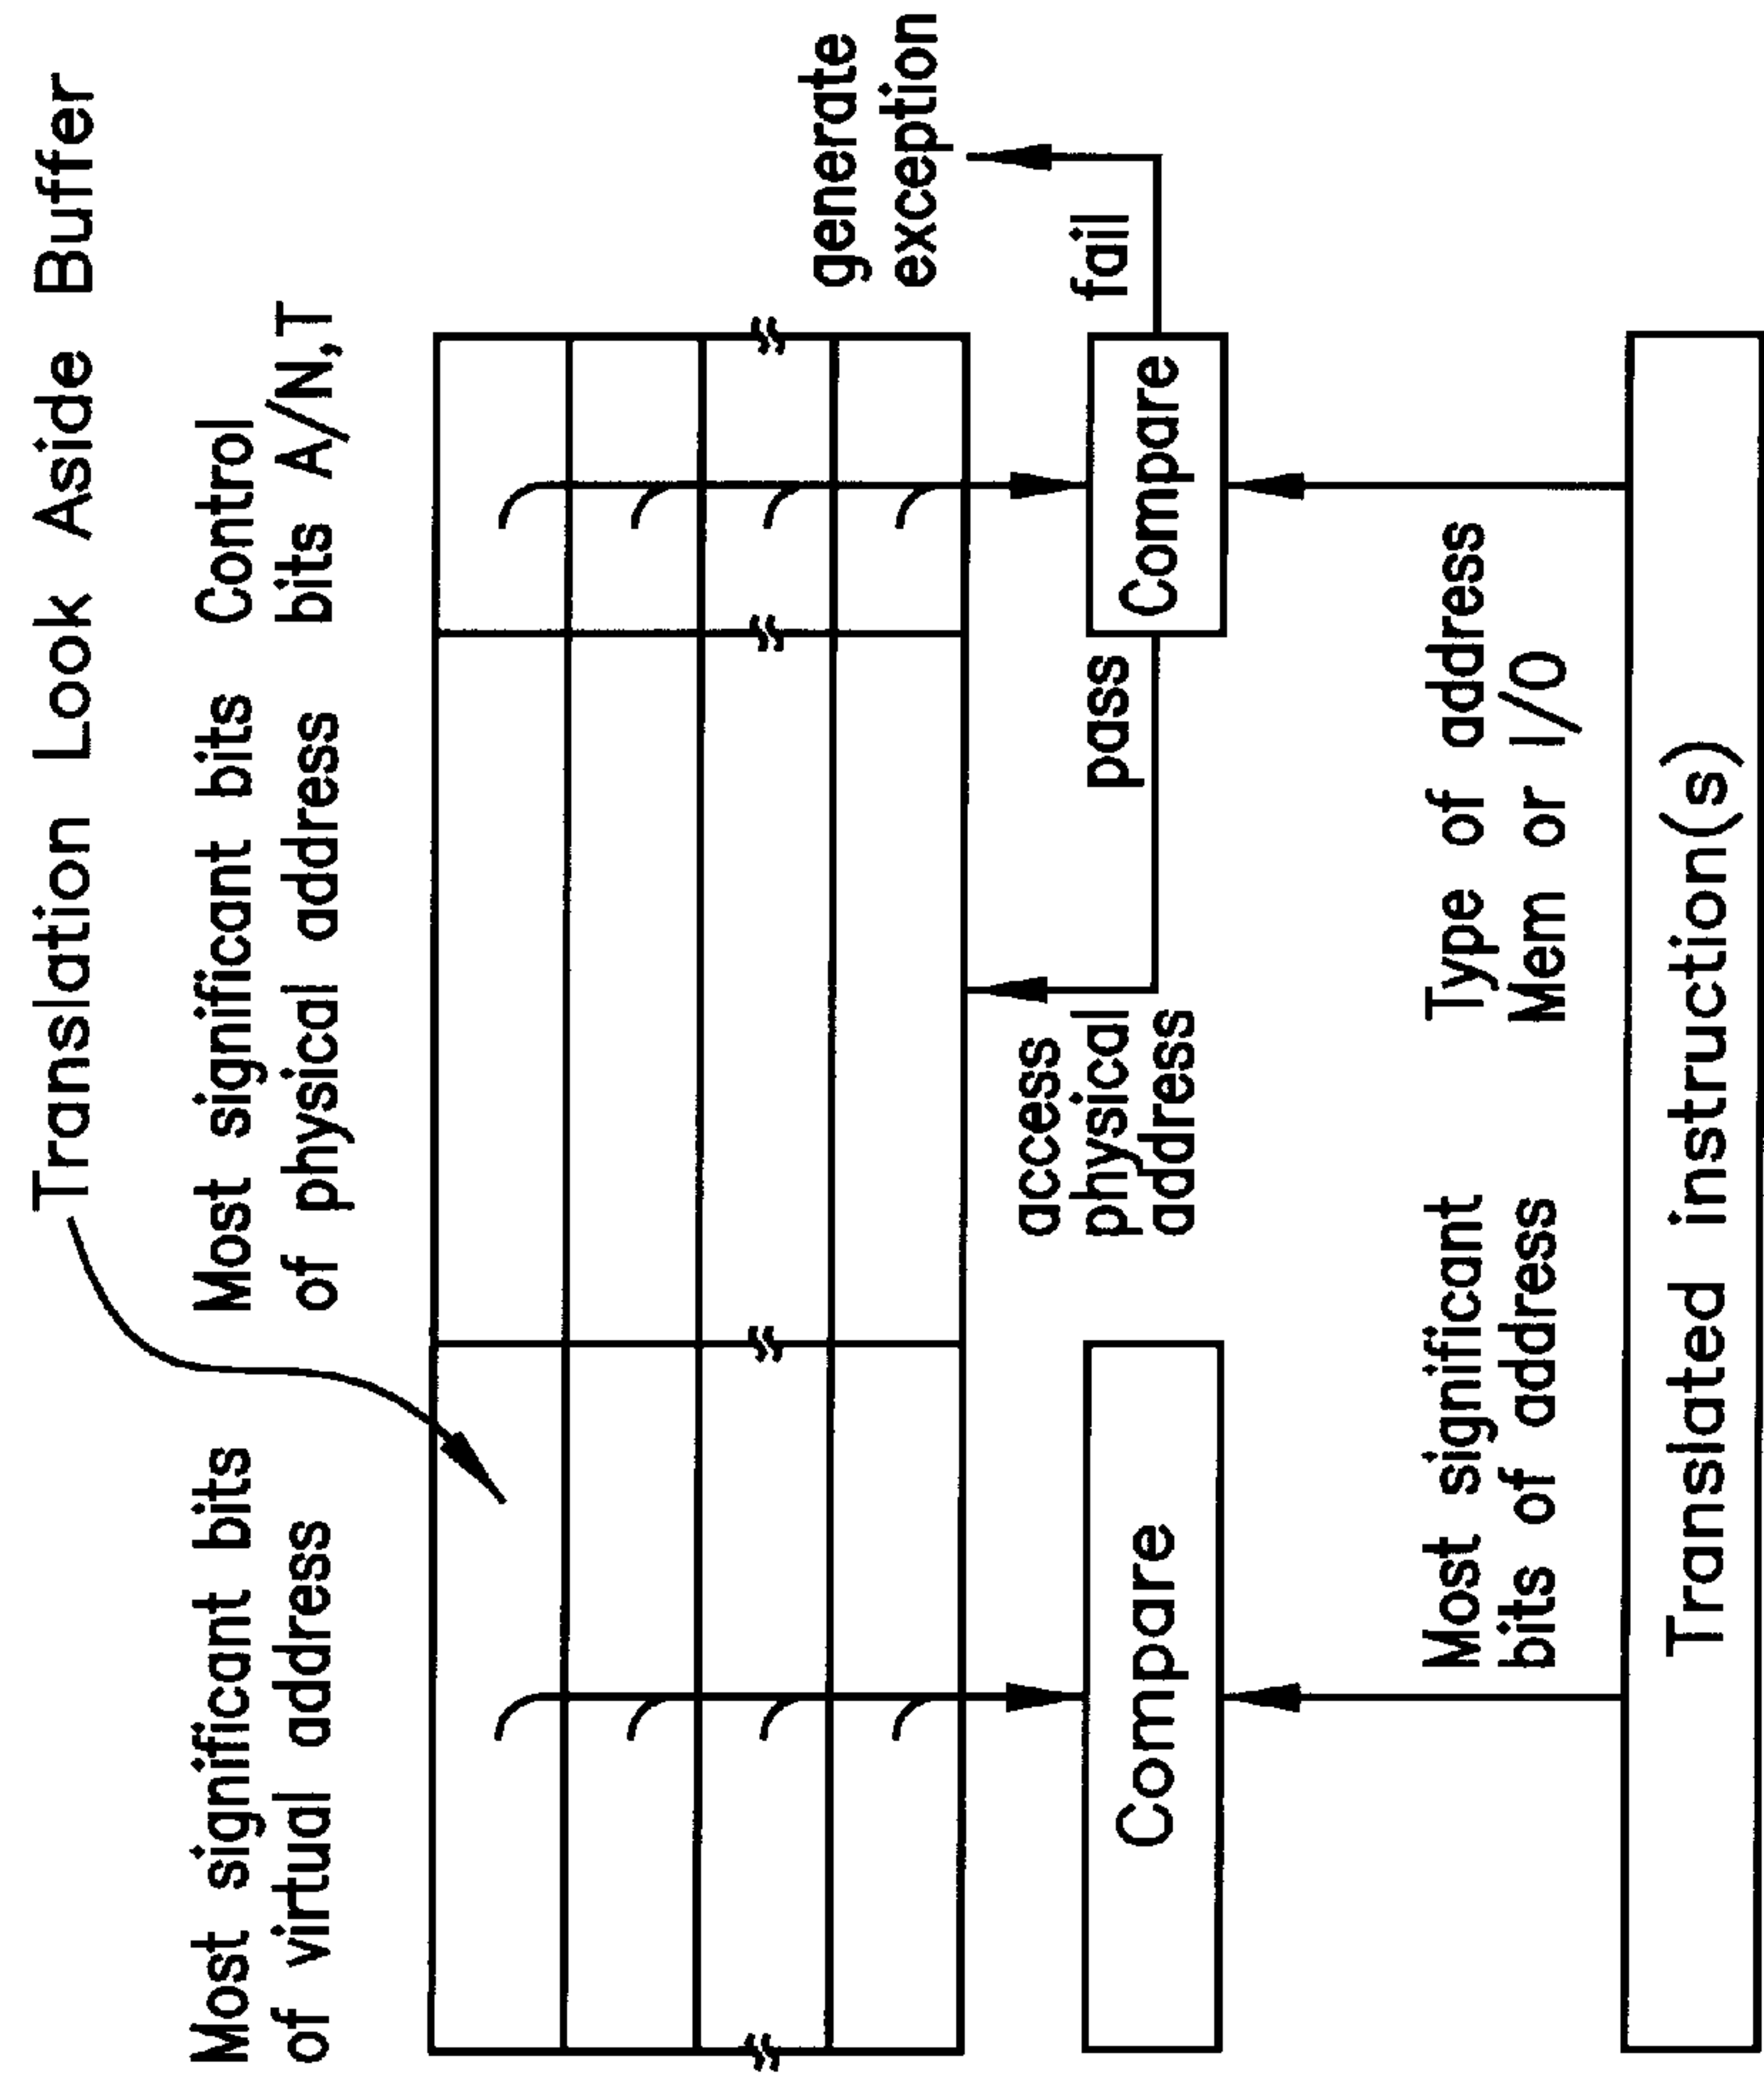 Translation Look Aside Buffer
Most significant bits
of virtual address
Most significant bits
of physical address
Control
bits A/N,T
generate
exception
access
physical
address
pass
fail
Compare
Compare
Most significant
bits of address
Type of address
Mem or I/O
Translated instruction(s)